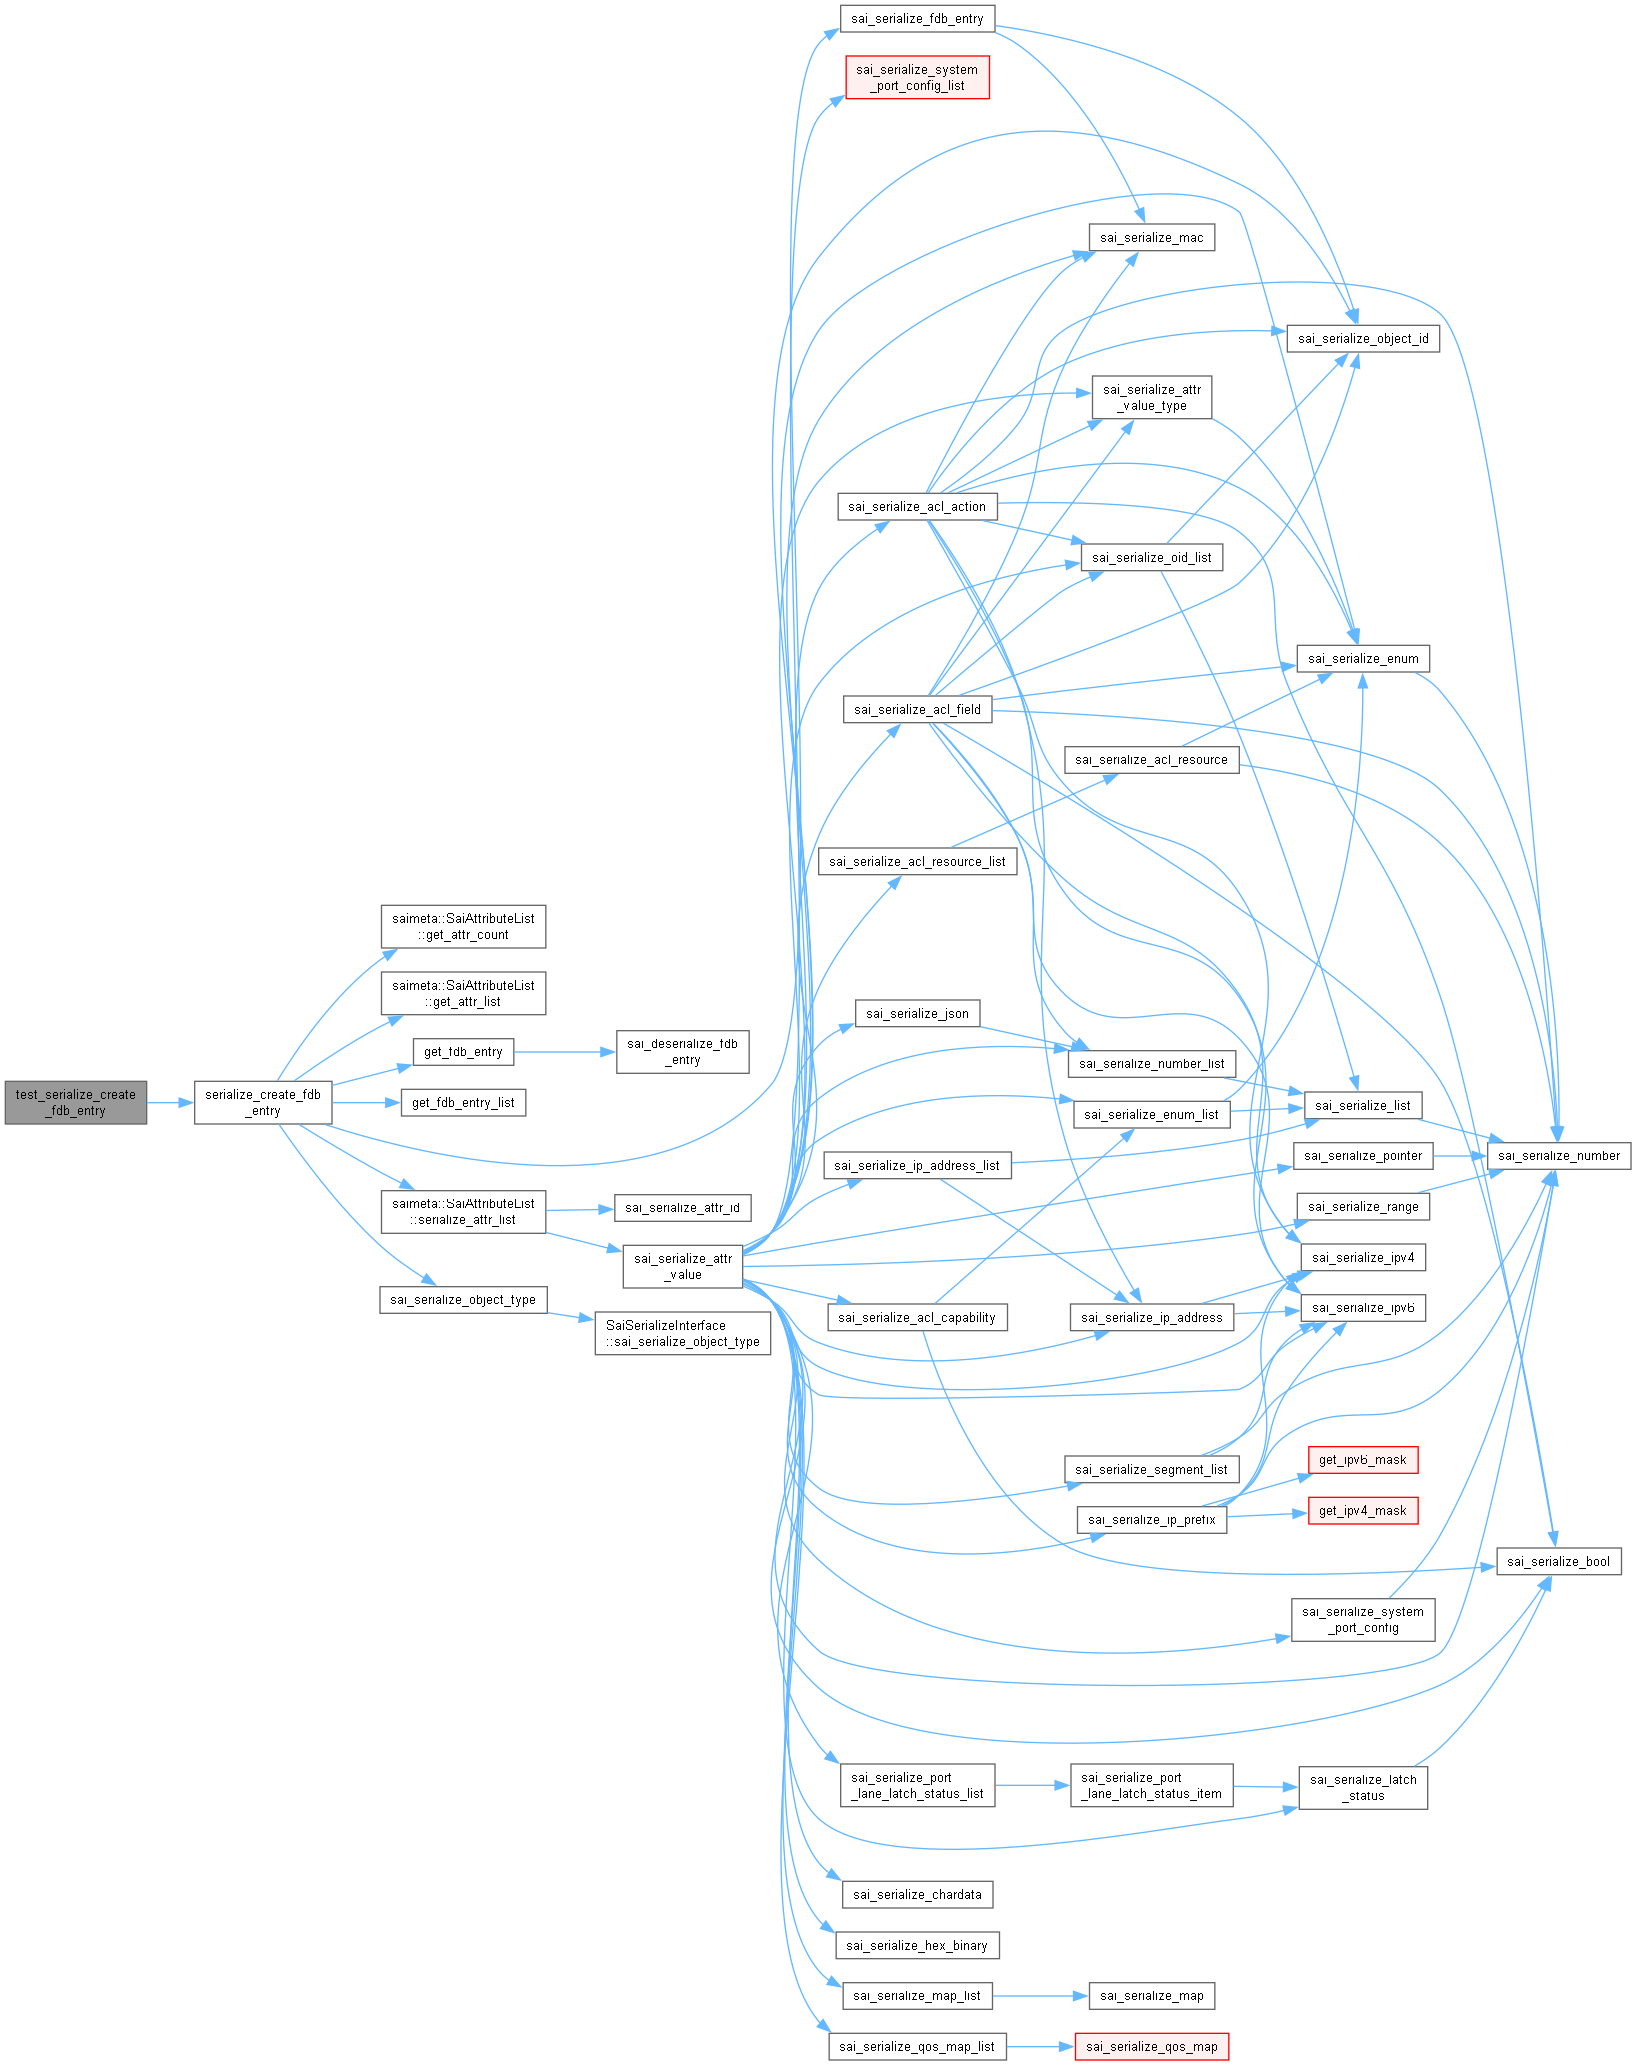 sai_serialize_fdb_entry
sai_serialize_system
_port_config_list
sai_serialize_mac
sai_serialize_object_id
sai_serialize_attr
_value_type
sai_serialize_acl_action
sai_serialize_oid_list
sai_serialize_enum
sai_serialize_acl_field
sai_serialize_acl_resource
sai_serialize_acl_resource_list
saimeta::SaiAttributeList
::get_attr_count
saimeta::SaiAttributeList
::get_attr_list
sai_serialize_json
get_fdb_entry
sai_deserialize_fdb
_entry
sai_serialize_number_list
test_serialize_create
_fdb_entry
serialize_create_fdb
_entry
get_fdb_entry_list
sai_serialize_enum_list
sai_serialize_list
sai_serialize_ip_address_list
sai_serialize_pointer
sai_serialize_number
saimeta::SaiAttributeList
::serialize_attr_list
sai_serialize_attr_id
sai_serialize_range
sai_serialize_attr
_value
sai_serialize_ipv4
sai_serialize_object_type
sai_serialize_acl_capability
sai_serialize_ip_address
sai_serialize_ipv6
SaiSerializeInterface
::sai_serialize_object_type
sai_serialize_segment_list
get_ipv6_mask
sai_serialize_ip_prefix
get_ipv4_mask
sai_serialize_bool
sai_serialize_system
_port_config
sai_serialize_port
_lane_latch_status_list
sai_serialize_port
_lane_latch_status_item
sai_serialize_latch
_status
sai_serialize_chardata
sai_serialize_hex_binary
sai_serialize_map_list
sai_serialize_map
sai_serialize_qos_map_list
sai_serialize_qos_map